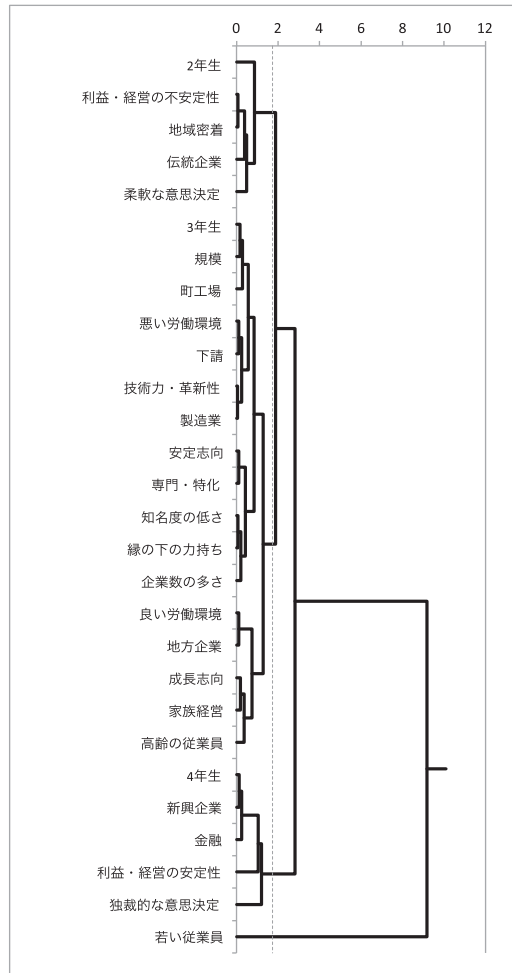 0 2 4 6 8 10 12
2年生
利益・経営の不安定性
地域密着
伝統企業
柔軟な意思決定
3年生
規模
町工場
悪い労働環境
下請
技術力・革新性
製造業
安定志向
専門・特化
知名度の低さ
縁の下の力持ち
企業数の多さ
良い労働環境
地方企業
成長志向
家族経営
高齢の従業員
4年生
新興企業
金融
利益・経営の安定性
独裁的な意思決定
若い従業員